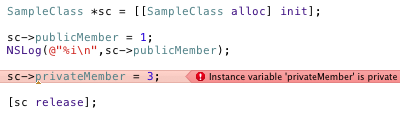 SampleClass *sc = [[SampleClass alloc] init];
sc->publicMember = 1;
NSLog(@"%i\n",sc->publicMember);
sc->privateMember = 3; Instance variable 'privateMember' is private
[sc release];